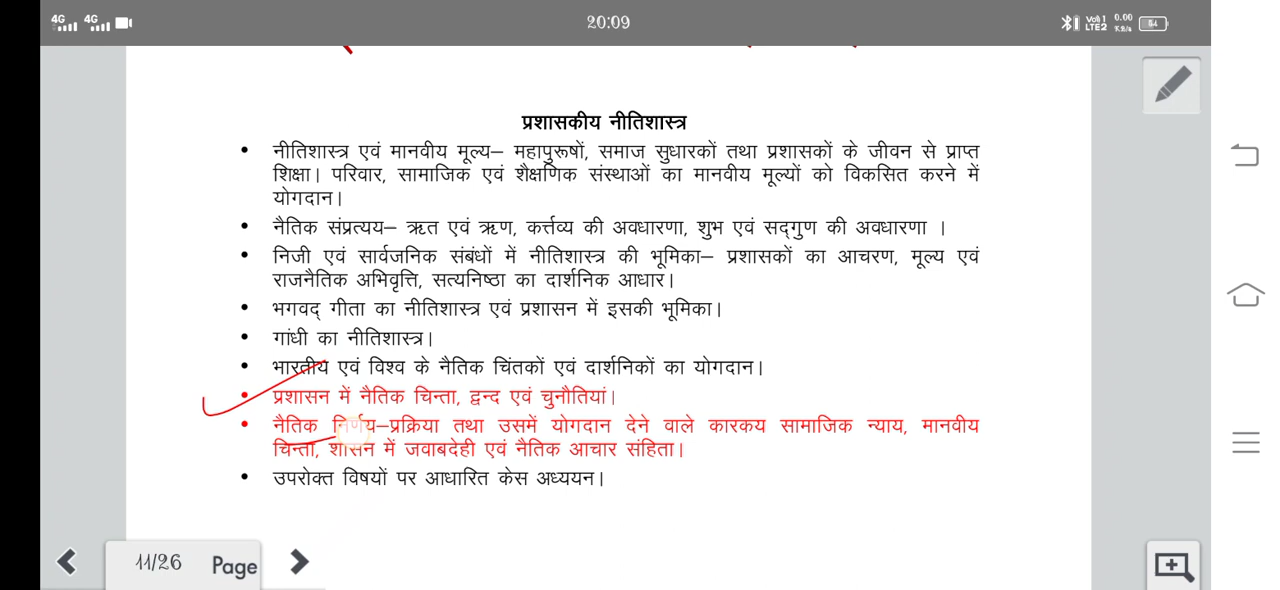 4G 4G 20:09 VoIP 1 LTE2 0.00 KB/s 54
प्रशासकीय नीतिशास्त्र
• नीतिशास्त्र एवं मानवीय मूल्य– महापुरूषों, समाज सुधारकों तथा प्रशासकों के जीवन से प्राप्त
शिक्षा। परिवार, सामाजिक एवं शैक्षणिक संस्थाओं का मानवीय मूल्यों को विकसित करने में
योगदान।
• नैतिक संप्रत्यय– ऋत एवं ऋण, कर्त्तव्य की अवधारणा, शुभ एवं सद्गुण की अवधारणा ।
• निजी एवं सार्वजनिक संबंधों में नीतिशास्त्र की भूमिका– प्रशासकों का आचरण, मूल्य एवं
राजनैतिक अभिवृत्ति, सत्यनिष्ठा का दार्शनिक आधार।
• भगवद् गीता का नीतिशास्त्र एवं प्रशासन में इसकी भूमिका।
• गांधी का नीतिशास्त्र।
• भारतीय एवं विश्व के नैतिक चिंतकों एवं दार्शनिकों का योगदान।
• प्रशासन में नैतिक चिन्ता, द्वन्द एवं चुनौतियां।
• नैतिक निर्णय–प्रक्रिया तथा उसमें योगदान देने वाले कारकय सामाजिक न्याय, मानवीय
चिन्ता, शासन में जवाबदेही एवं नैतिक आचार संहिता।
• उपरोक्त विषयों पर आधारित केस अध्ययन।
11/26 Page